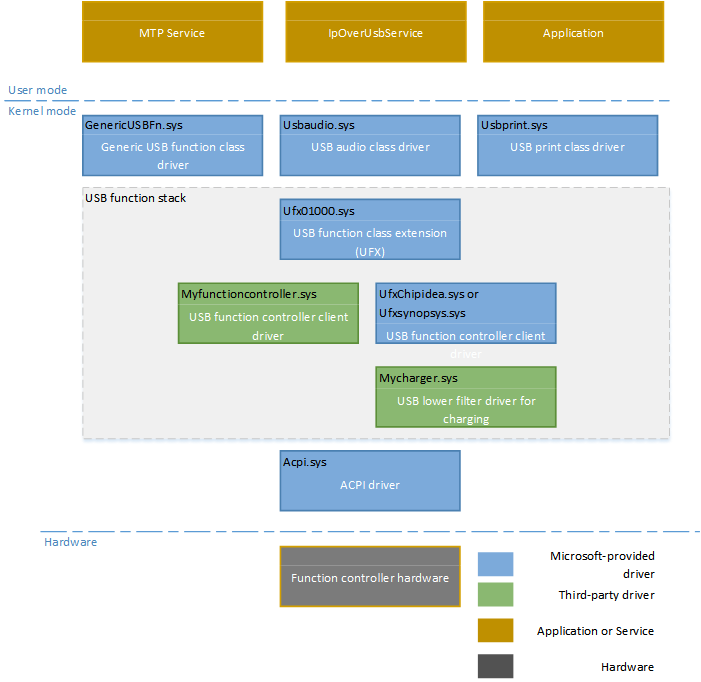 MTP Service
IpOverUsbService
Application
User mode
Kernel mode
GenericUSBFn.sys
Generic USB function class
driver
Usbaudio.sys
USB audio class driver
Usbprint.sys
USB print class driver
USB function stack
Ufx01000.sys
USB function class extension
(UFX)
Myfunctioncontroller.sys
USB function controller client
driver
UfxChipidea.sys or
Ufxsynopsys.sys
USB function controller client
driver
Mycharger.sys
USB lower filter driver for
charging
Acpi.sys
ACPI driver
Hardware
Function controller hardware
Microsoft-provided
driver
Third-party driver
Application or Service
Hardware